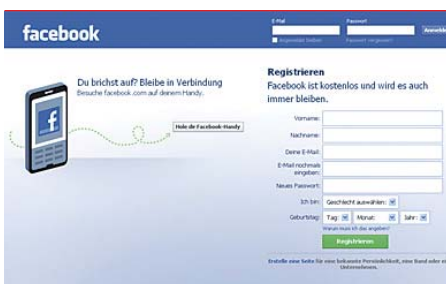 E-Mail
Passwort
facebook
Anmelde
Angemeldet bleiben
Passwort vergessen?
Du brichst auf? Bleibe in Verbindung
Besuche facebook.com auf deinem Handy.
Hole dir Facebook-Handy
Registrieren
Facebook ist kostenlos und wird es auch
immer bleiben.
Vorname:
Nachname:
Deine E-Mail:
E-Mail nochmals
eingeben:
Neues Passwort:
Ich bin: Geschlecht auswählen:
Geburtstag: Tag: Monat: Jahr:
Warum muss ich das angeben?
Registrieren
Erstelle eine Seite für eine bekannte Persönlichkeit, eine Band oder ei
Unternehmen.